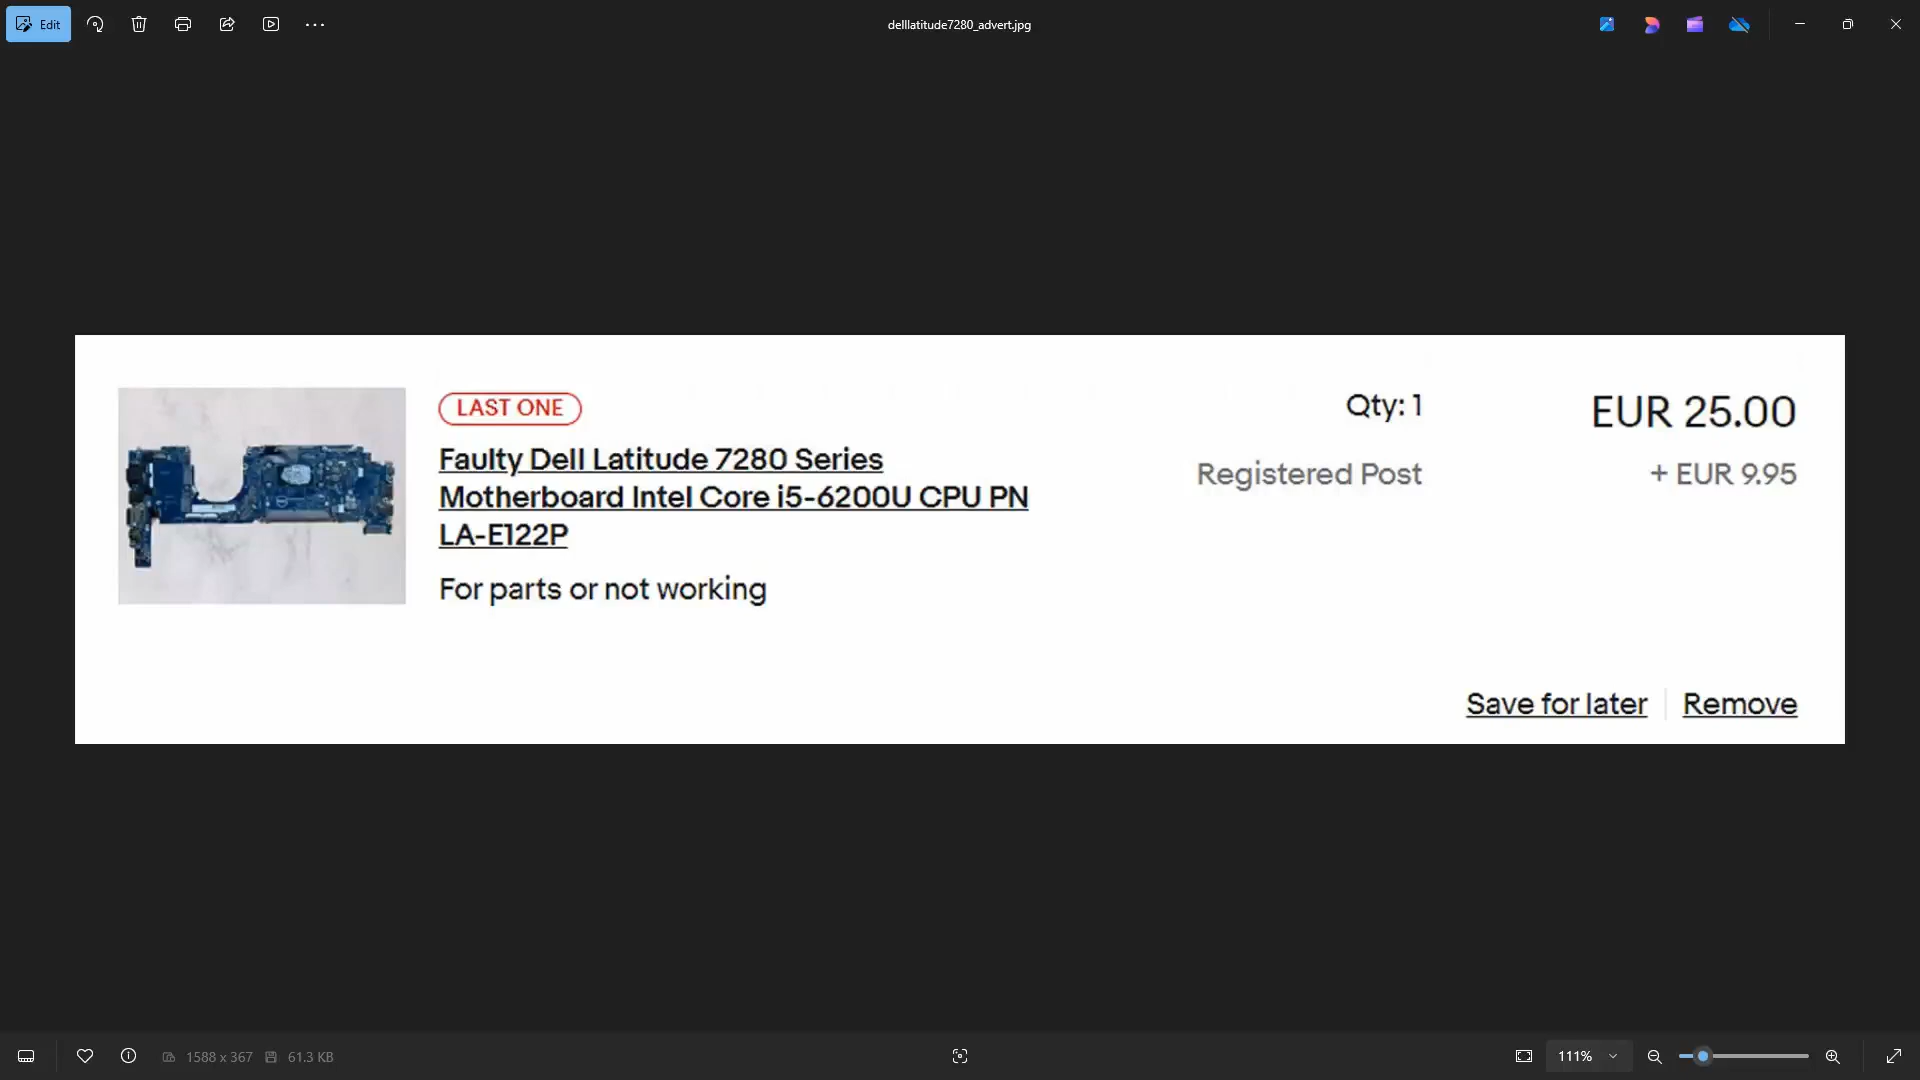 Edit
delllatitude7280_advert.jpg
LAST ONE
Qty: 1
EUR 25.00
Faulty Dell Latitude 7280 Series
Motherboard Intel Core i5-6200U CPU PN
LA-E122P
Registered Post
+ EUR 9.95
For parts or not working
Save for later
Remove
1588 x 367
61.3 KB
111%